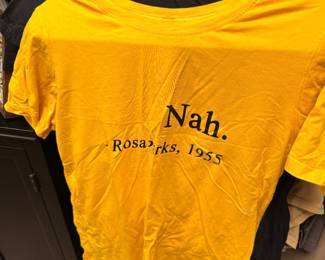 Nah.
- Rosa rks, 1955